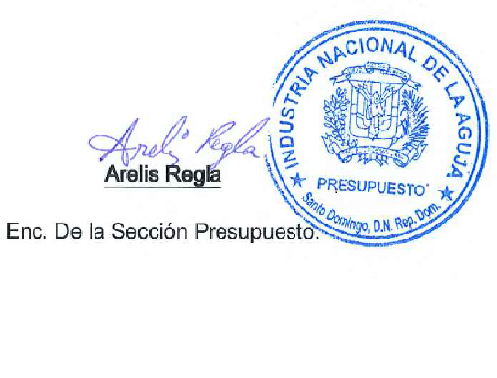 INDUSTRIA NACIONAL DE LA AGUJA
PRESUPUESTO
Santo Domingo, D.N. Rep. Dom.
Arelis Regla
Arelis Regla
Enc. De la Sección Presupuesto.